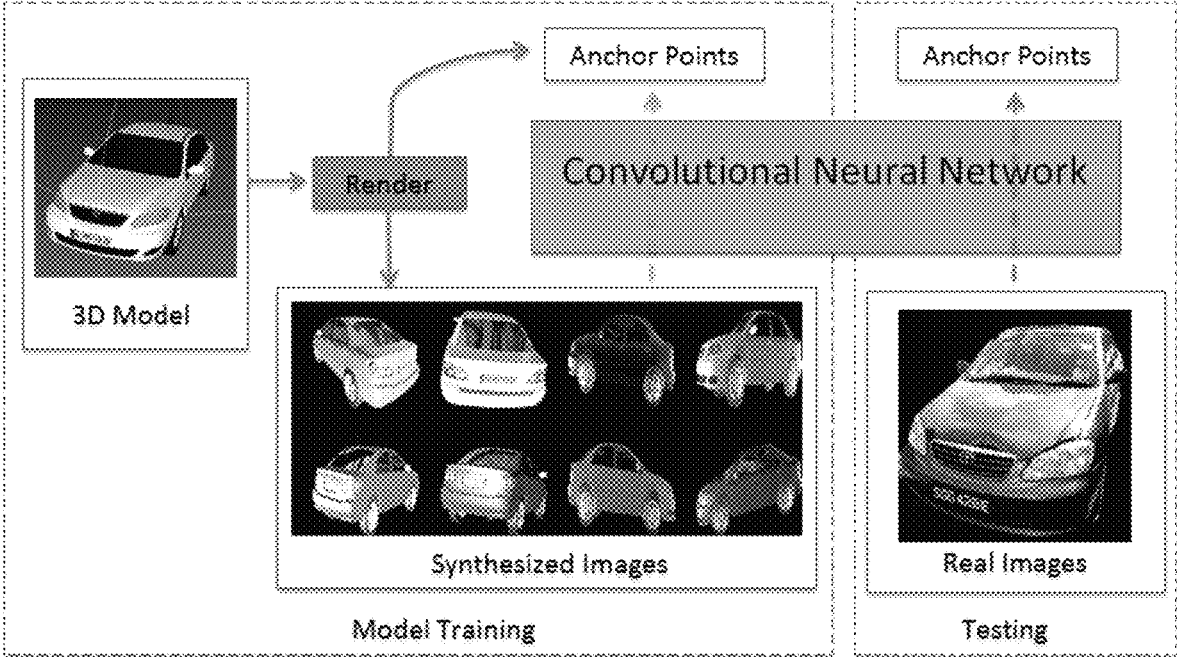 Anchor Points
Anchor Points
Convolutional Neural Network
Render
3D Model
Synthesized Images
Real Images
Model Training
Testing